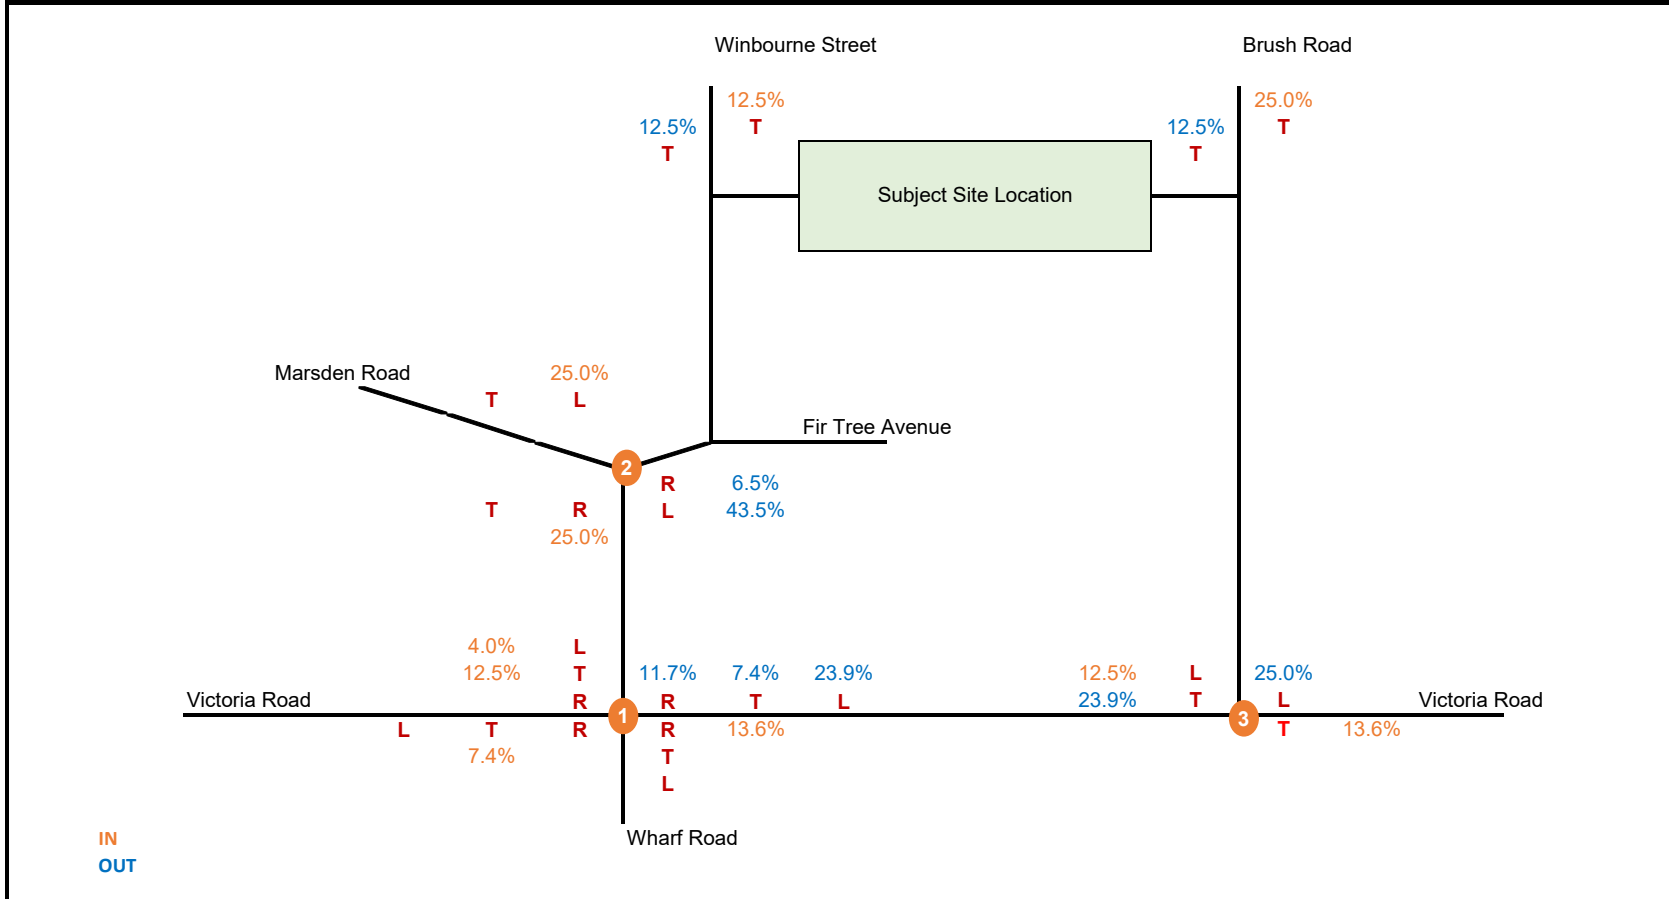 Winbourne Street Brush Road
12.5% 25.0%
12.5% T 12.5% T
T T
Subject Site Location
Marsden Road 25.0%
T L
Fir Tree Avenue
2
R 6.5%
T R L 43.5%
25.0%
4.0% L
12.5% T 11.7% 7.4% 23.9% 12.5% L 25.0%
Victoria Road R R T L 23.9% T L Victoria Road
1 3
L T R R 13.6% T 13.6%
7.4% T
L
IN Wharf Road
OUT